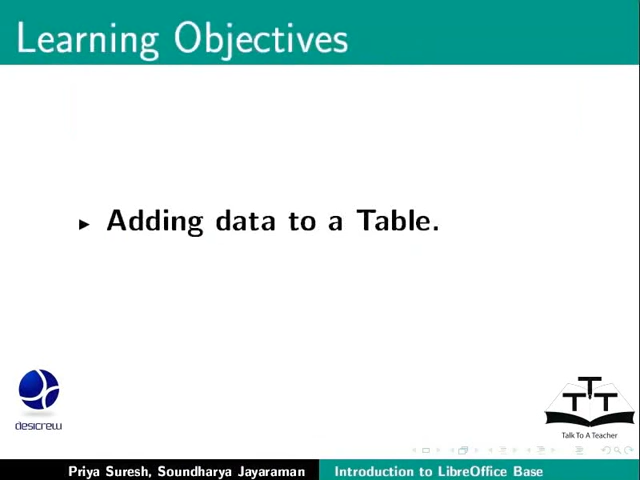 Learning Objectives
Adding data to a Table.
desicrew
T T T
Talk To A Teacher
Priya Suresh, Soundharya Jayaraman
Introduction to LibreOffice Base